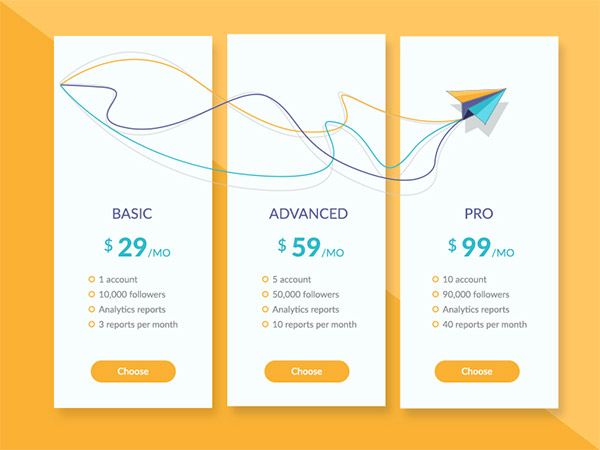 BASIC
$ 29/MO
1 account
10,000 followers
Analytics reports
3 reports per month
Choose
ADVANCED
$ 59/MO
5 account
50,000 followers
Analytics reports
10 reports per month
Choose
PRO
$ 99/MO
10 account
90,000 followers
Analytics reports
40 reports per month
Choose